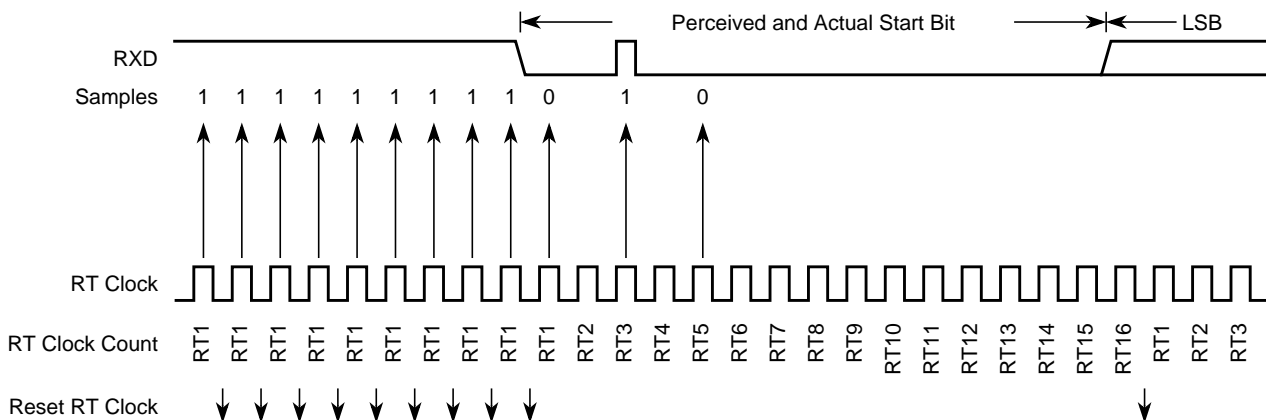 Perceived and Actual Start Bit LSB
RXD
Samples 1 1 1 1 1 1 1 1 1 0 1 0
RT Clock
RT Clock Count RT1 RT1 RT1 RT1 RT1 RT1 RT1 RT1 RT1 RT1 RT2 RT3 RT4 RT5 RT6 RT7 RT8 RT9 RT10 RT11 RT12 RT13 RT14 RT15 RT16 RT1 RT2 RT3
Reset RT Clock